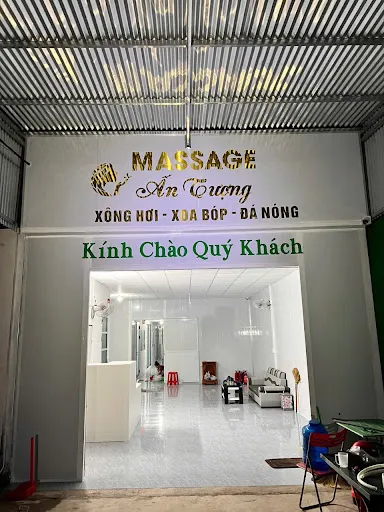 MASSAGE
Ấn Tượng
XÔNG HƠI - XOA BÓP - ĐÁ NÓNG
Kính Chào Quý Khách